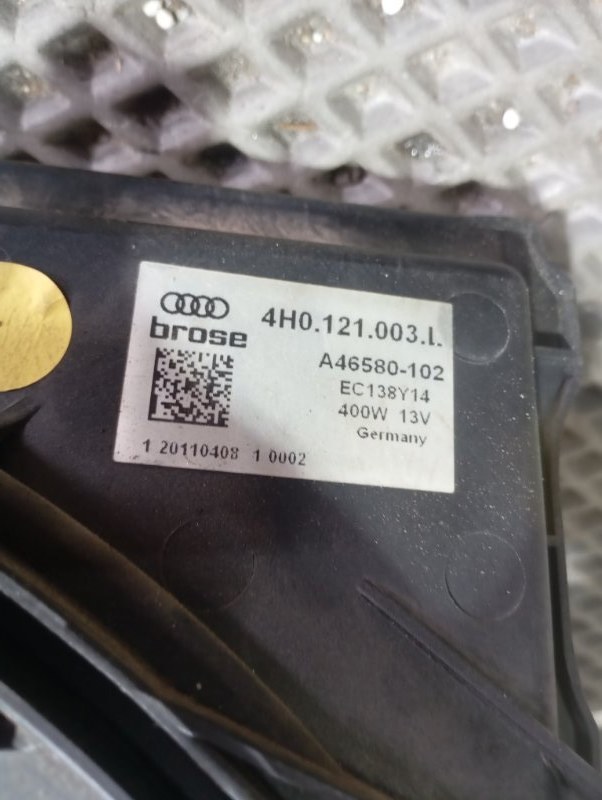 4H0.121.003.L
brose
A46580-102
EC138Y14
400W 13V
Germany
1 20110408 1 0002